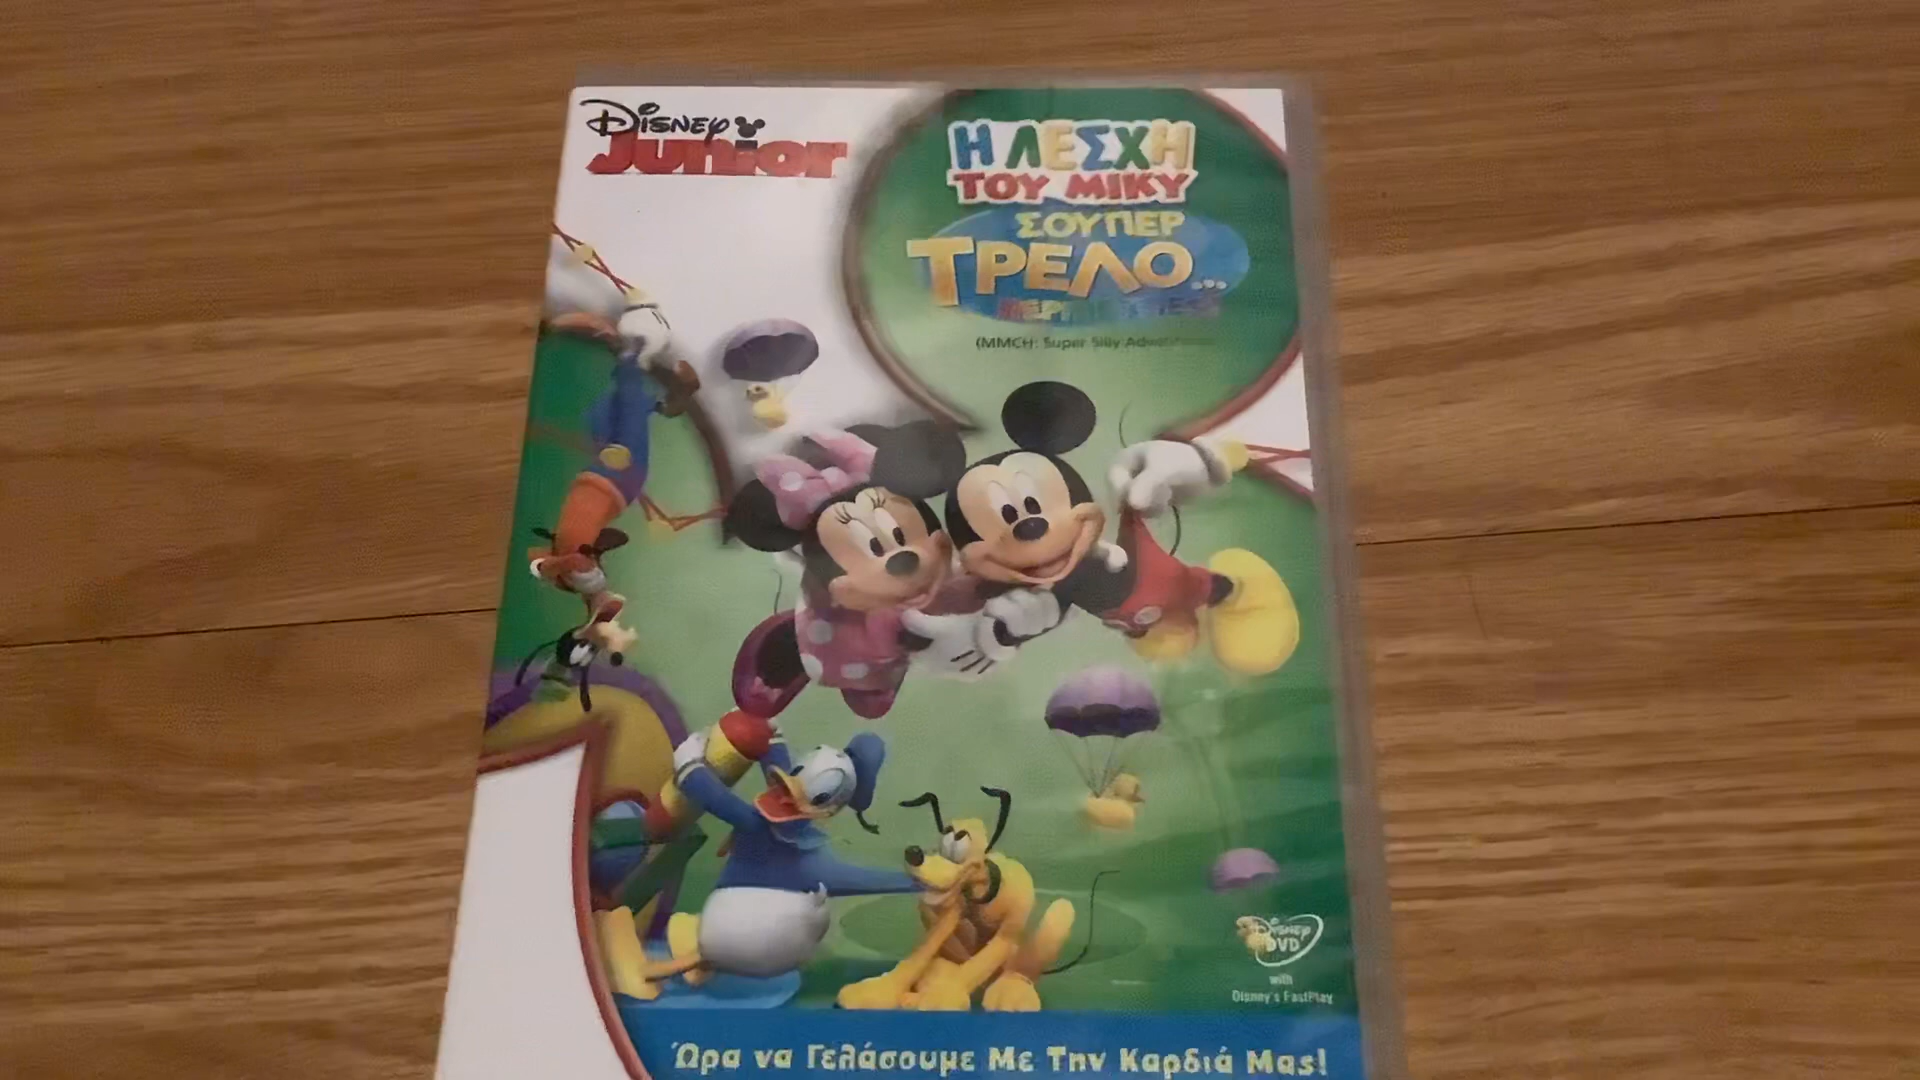 Disney
Junior
Η ΛΕΣΧΗ
ΤΟΥ ΜΙΚΥ
ΣΟΥΠΕΡ
ΤΡΕΛΟ...
(MMCH: Super Silly
Disney
DVD
with
Disney's FastPlay
Ώρα να Γελάσουμε Με Την Καρδιά Μας!